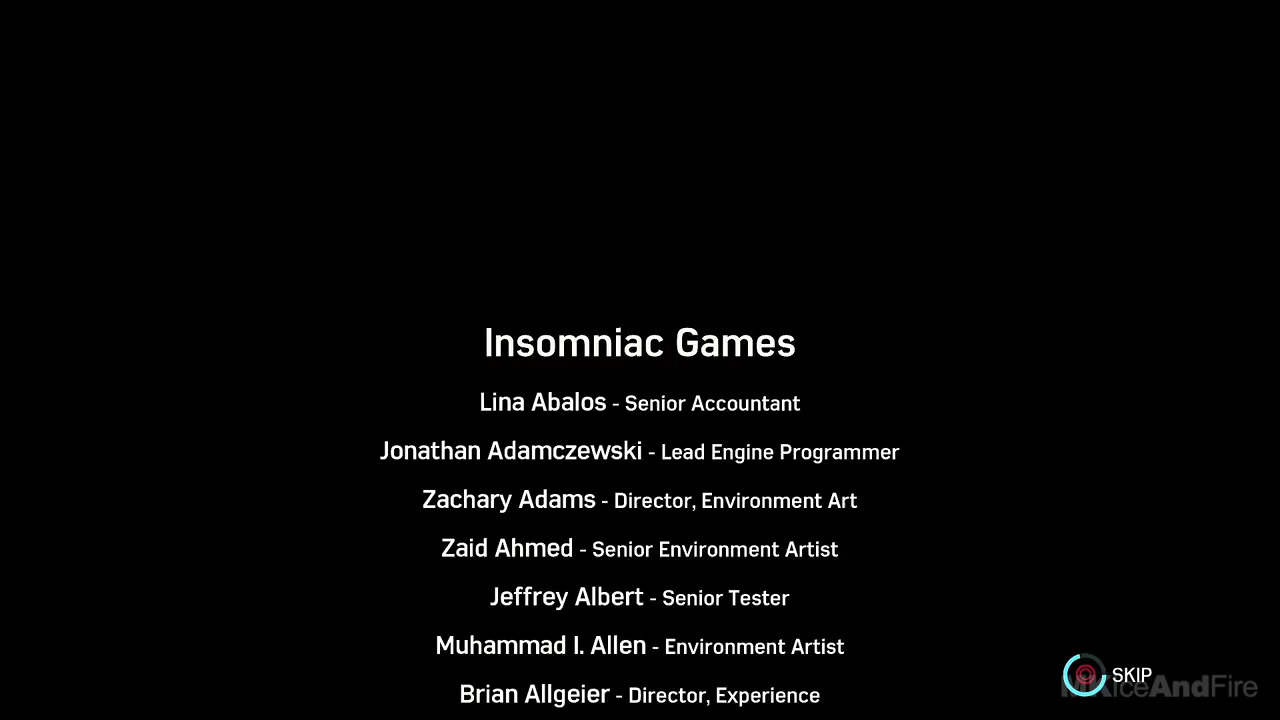 Insomniac Games
Lina Abalos - Senior Accountant
Jonathan Adamczewski - Lead Engine Programmer
Zachary Adams - Director, Environment Art
Zaid Ahmed - Senior Environment Artist
Jeffrey Albert - Senior Tester
Muhammad I. Allen - Environment Artist
Brian Allgeier - Director, Experience
SKIP
MKIceAndFire